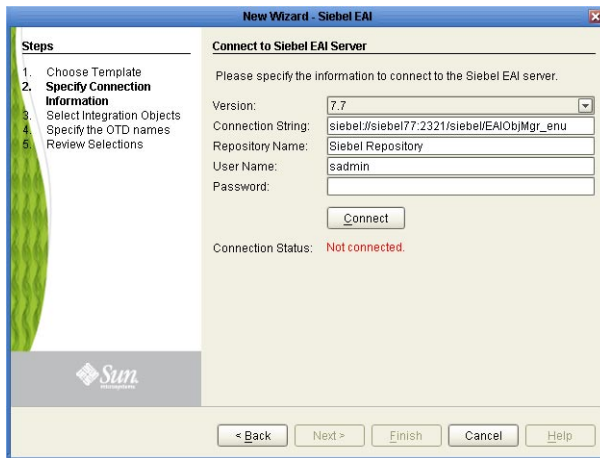 New Wizard - Siebel EAI
Steps
1. Choose Template
2. Specify Connection
Information
3. Select Integration Objects
4. Specify the OTD names
5. Review Selections
Sun
microsystems
Connect to Siebel EAI Server
Please specify the information to connect to the Siebel EAI server.
Version: 7.7
Connection String: siebel://siebel77:2321/siebel/EAIObjMgr_enu
Repository Name: Siebel Repository
User Name: sadmin
Password:
Connect
Connection Status: Not connected.
< Back Next > Finish Cancel Help